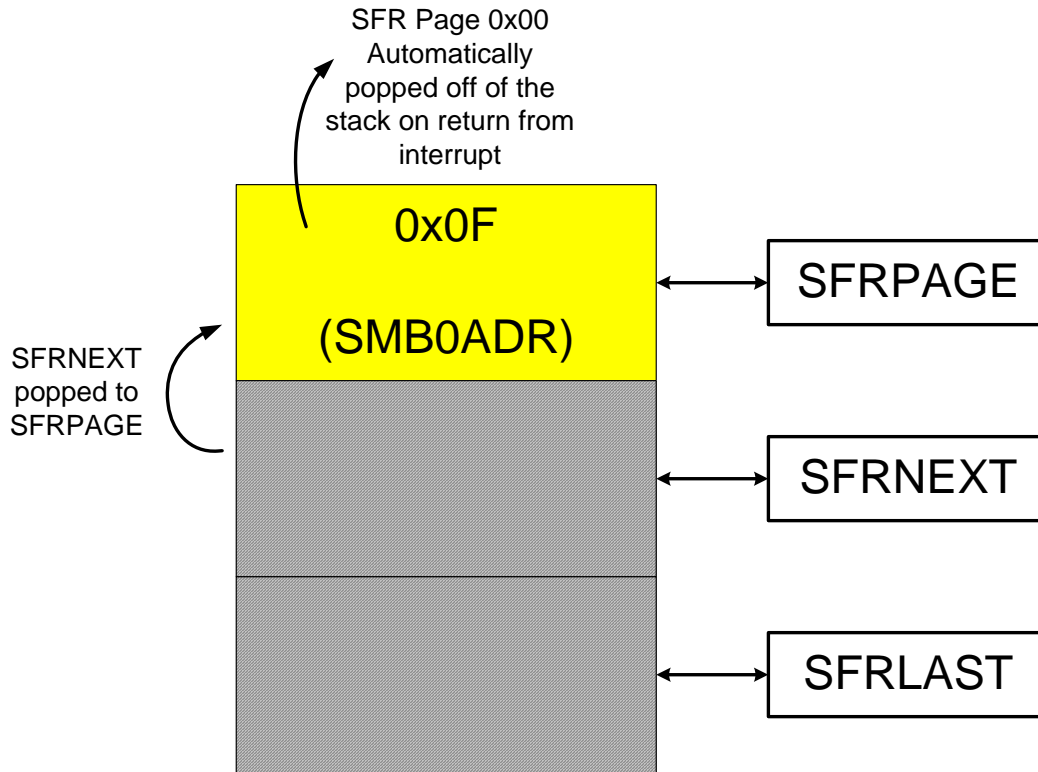 SFR Page 0x00
Automatically
popped off of the
stack on return from
interrupt
0x0F
(SMB0ADR)
SFRPAGE
SFRNEXT
popped to
SFRPAGE
SFRNEXT
SFRLAST